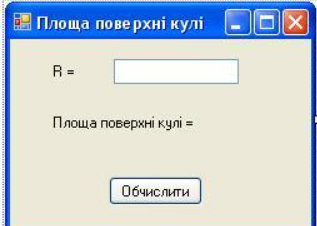 Площа поверхні кулі
R =
Площа поверхні кулі =
Обчислити